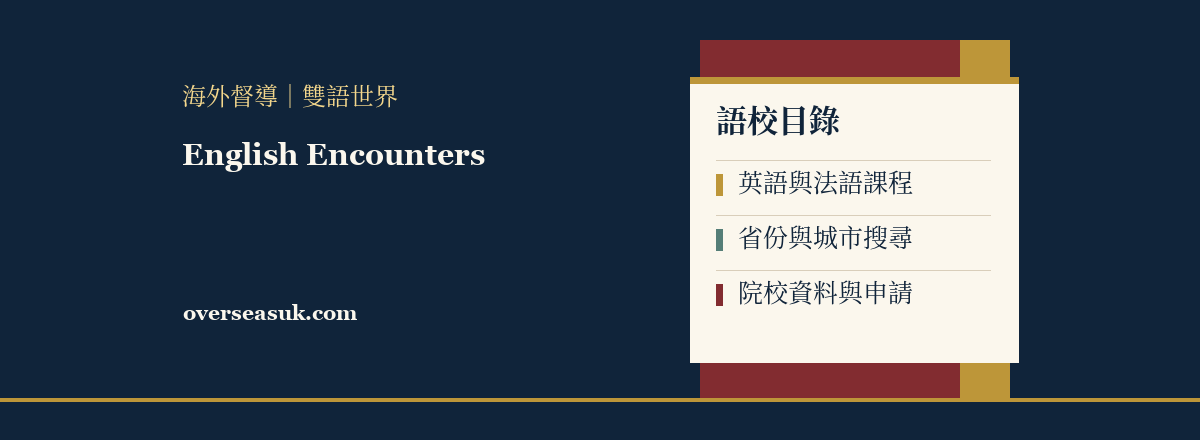 海外督導｜雙語世界
English Encounters
overseasuk.com
語校目錄
英語與法語課程
省份與城市搜尋
院校資料與申請